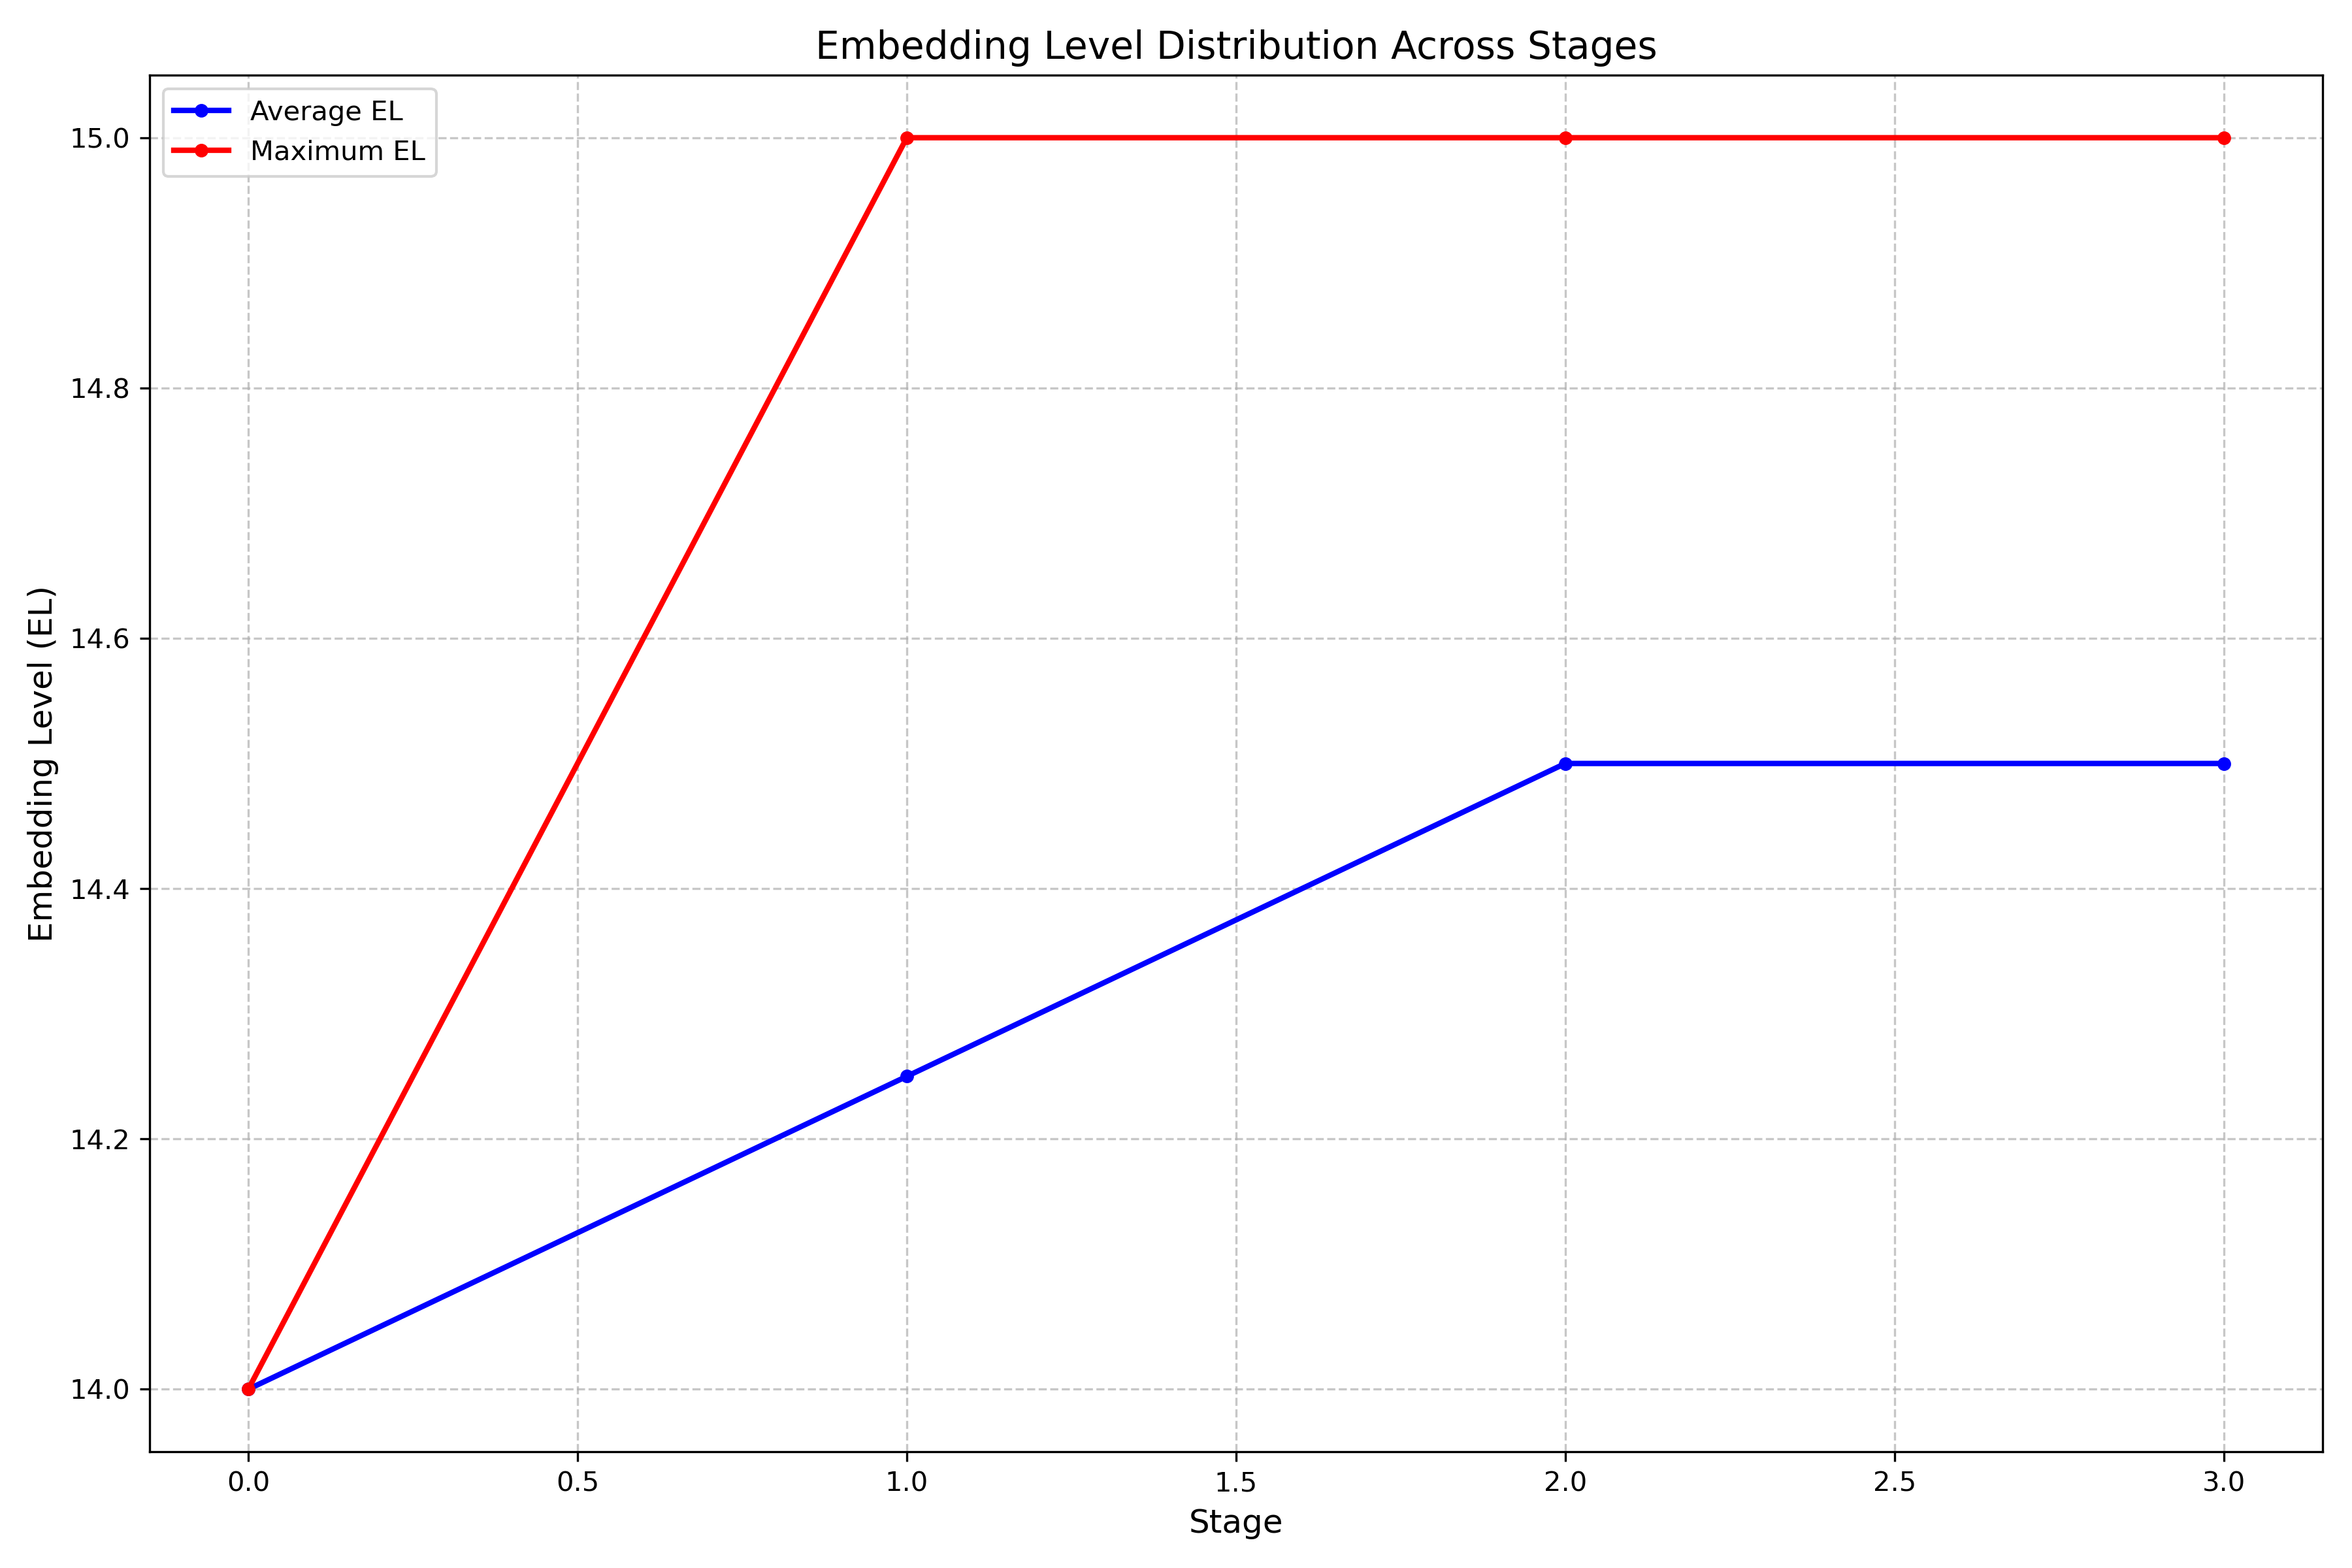 Embedding Level Distribution Across Stages
Average EL
Maximum EL
Embedding Level (EL)
15.0
14.8
14.6
14.4
14.2
14.0
0.0 0.5 1.0 1.5 2.0 2.5 3.0
Stage